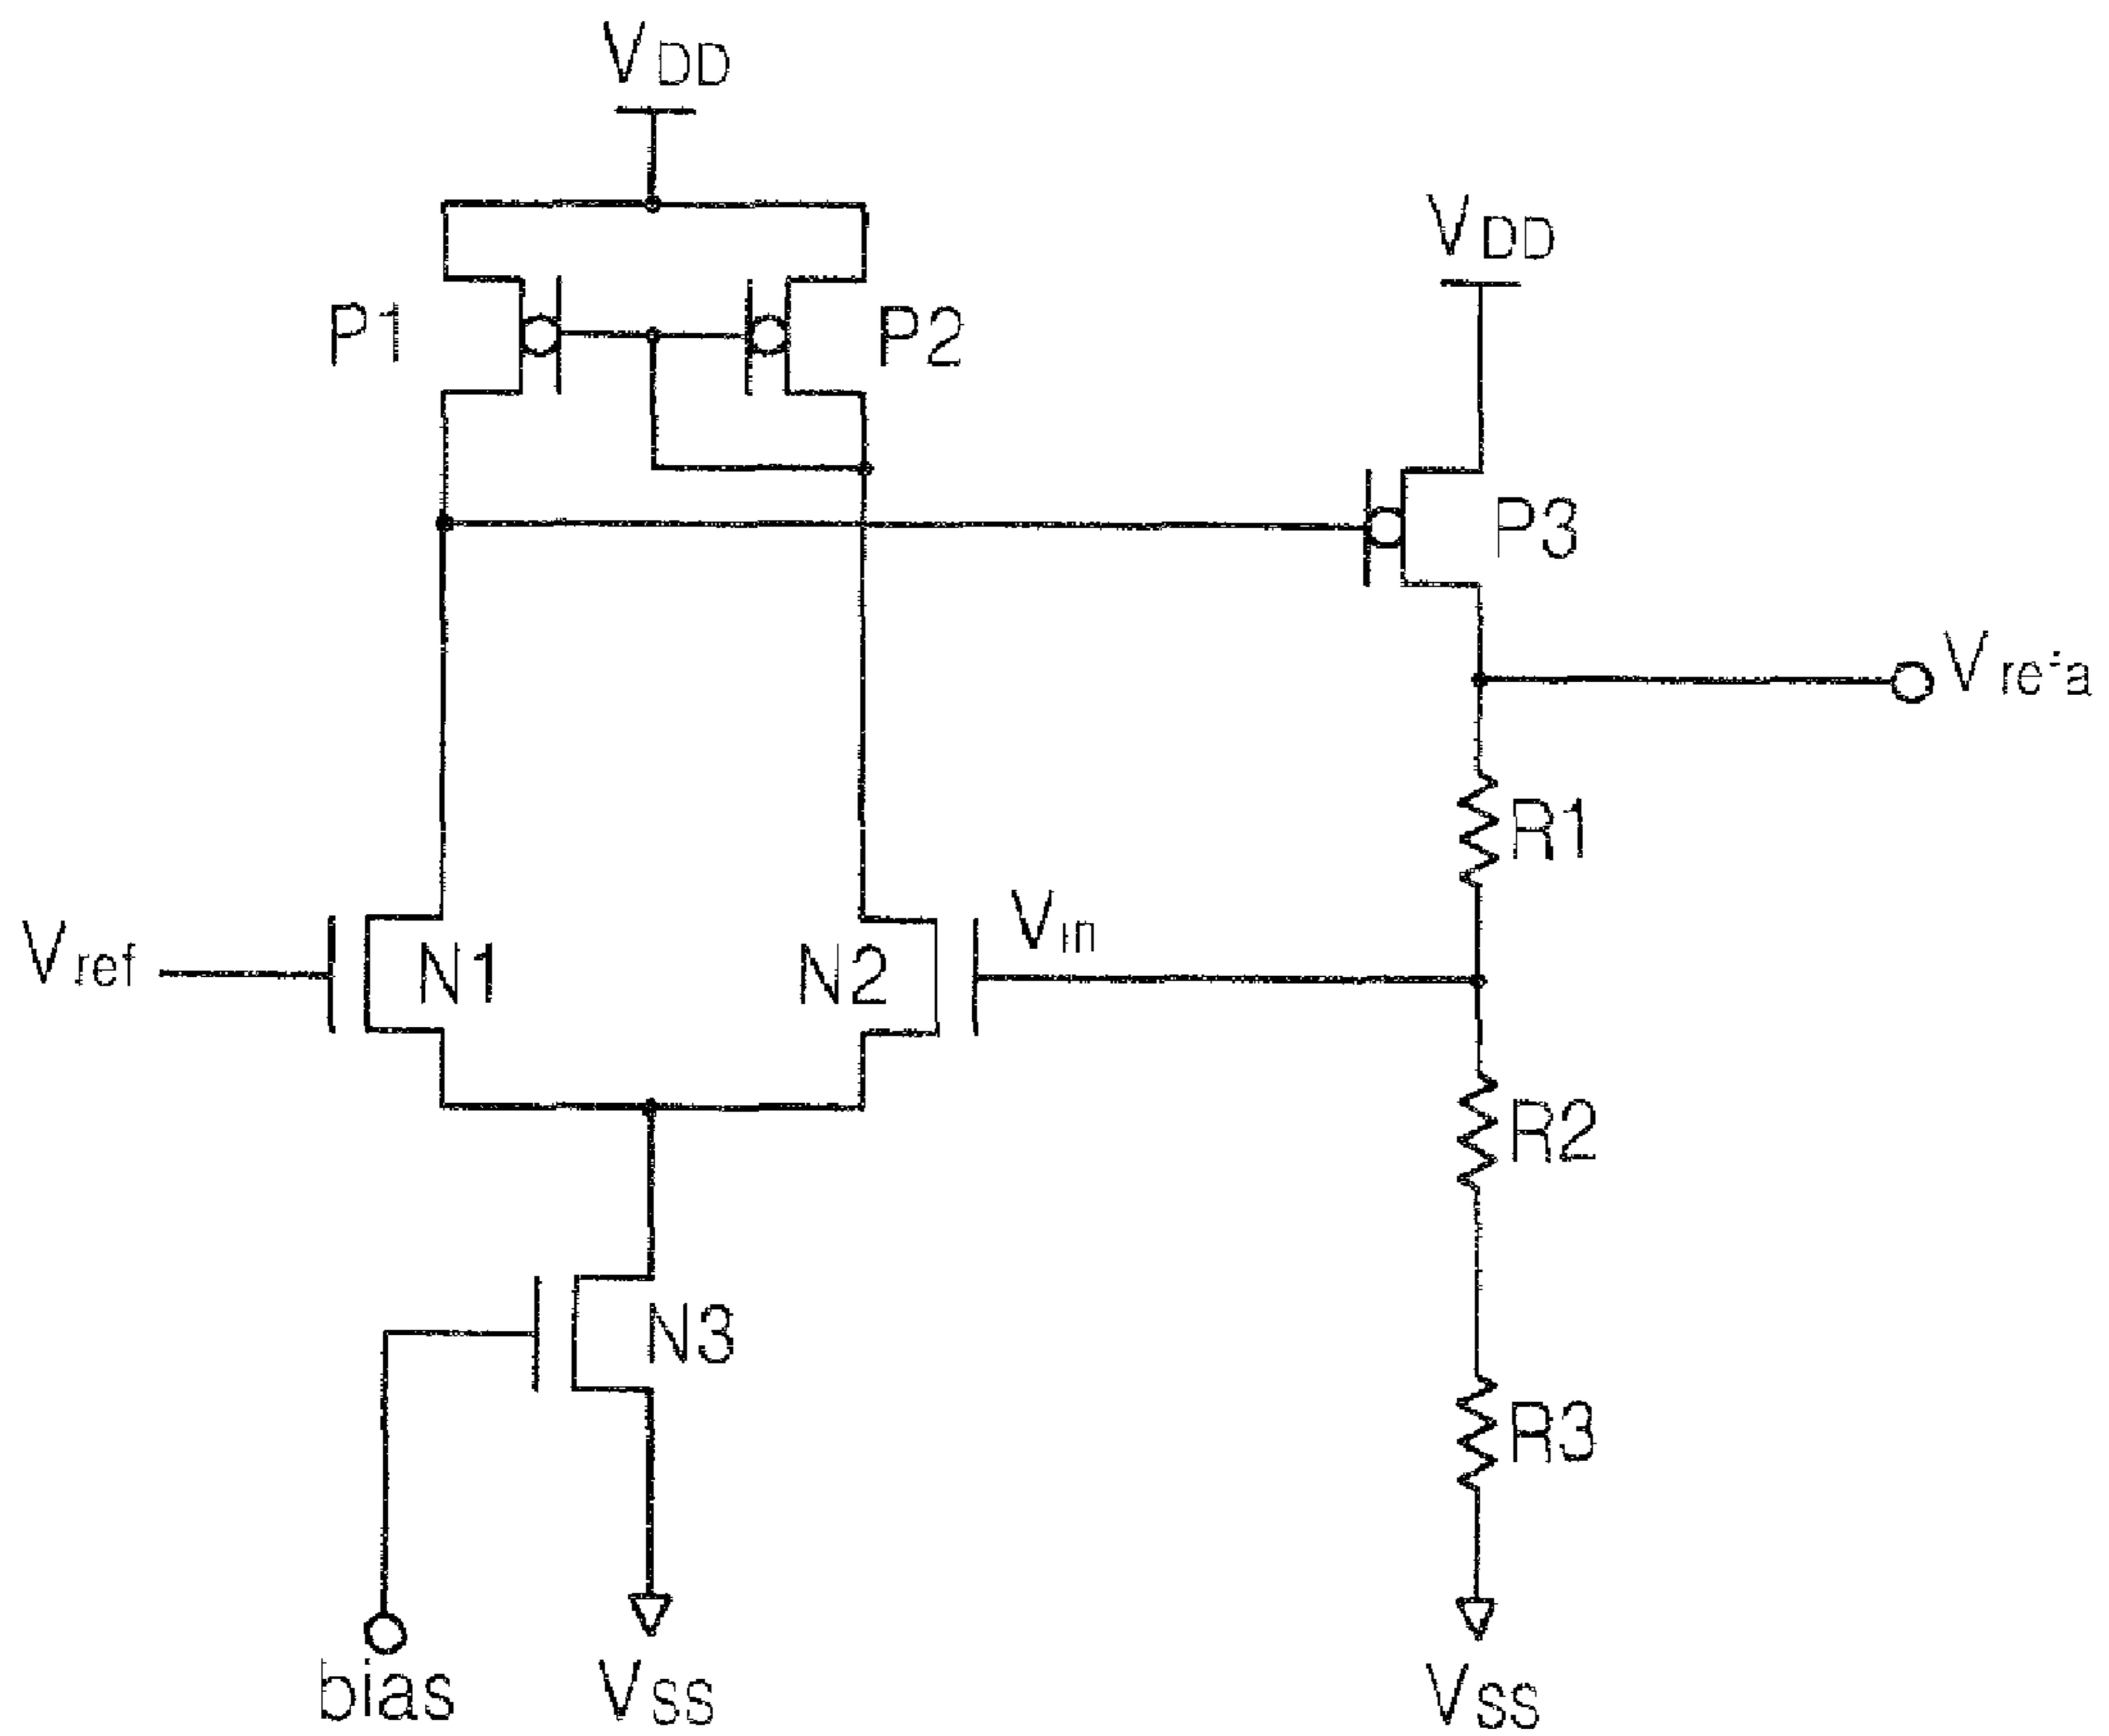 VDD
VDD
P1
P2
P3
Vrefa
R1
Vref
N1
N2
Vin
R2
N3
R3
bias
VSS
VSS